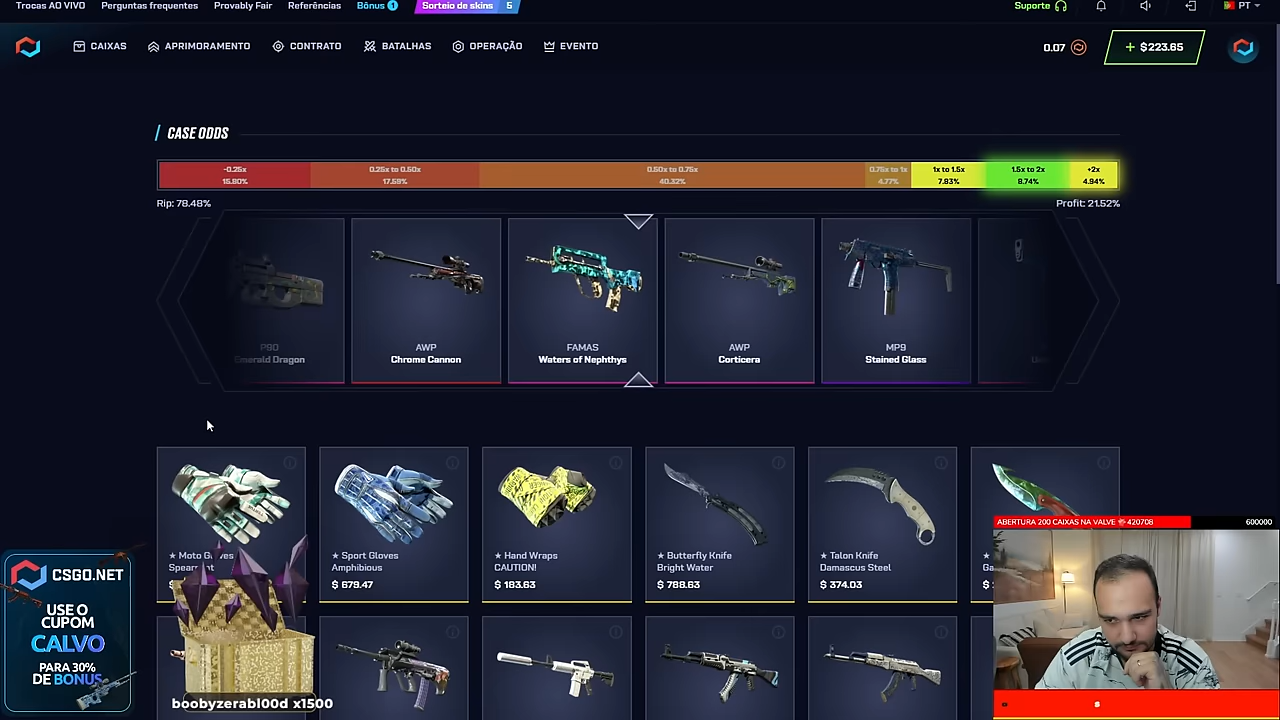 Trocas AO VIVO Perguntas frequentes Provably Fair Referências Bônus 1 Sorteio de skins 5 Suporte PT
CAIXAS APRIMORAMENTO CONTRATO BATALHAS OPERAÇÃO EVENTO 0.07 + $223.65
CASE ODDS
-0.25x 0.25x to 0.50x 0.50x to 0.75x 0.75x to 1x 1x to 1.5x 1.5x to 2x +2x
15.80% 17.59% 40.32% 4.77% 7.83% 8.74% 4.94%
Rip: 78.48% Profit: 21.52%
P90 AWP FAMAS AWP MP9
Emerald Dragon Chrome Cannon Waters of Nephthys Corticera Stained Glass
★ Moto Gloves ★ Sport Gloves ★ Hand Wraps ★ Butterfly Knife ★ Talon Knife
Amphibious CAUTION! Bright Water Damascus Steel
$ 679.47 $ 183.63 $ 788.63 $ 374.03
ABERTURA 200 CAIXAS NA VALVE 420708 600000
CSGO.NET
USE O
CUPOM
CALVO
PARA 30%
DE BONUS
boobyzerabl00d x1500